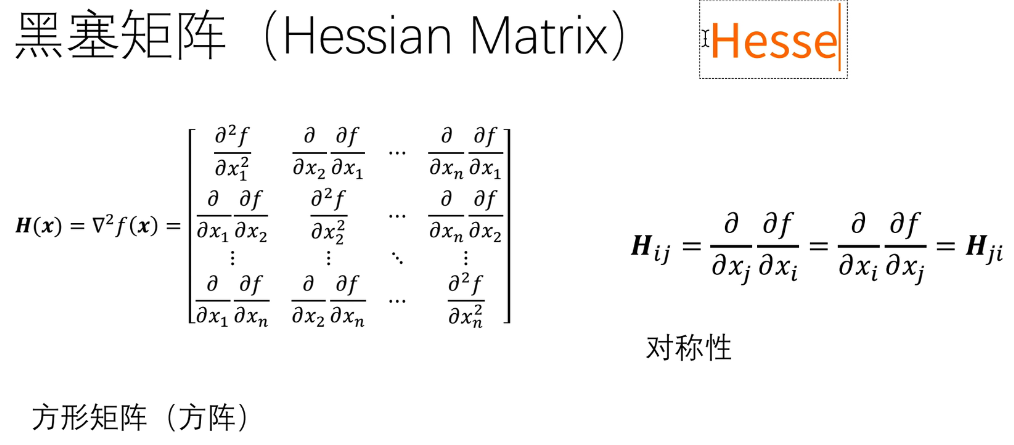 黑塞矩阵（Hessian Matrix） Hesse
$\boldsymbol{H}(\boldsymbol{x}) = \nabla^2 f(\boldsymbol{x}) = \begin{bmatrix} \frac{\partial^2 f}{\partial x_1^2} & \frac{\partial}{\partial x_2}\frac{\partial f}{\partial x_1} & \cdots & \frac{\partial}{\partial x_n}\frac{\partial f}{\partial x_1} \\ \frac{\partial}{\partial x_1}\frac{\partial f}{\partial x_2} & \frac{\partial^2 f}{\partial x_2^2} & \cdots & \frac{\partial}{\partial x_n}\frac{\partial f}{\partial x_2} \\ \vdots & \vdots & \ddots & \vdots \\ \frac{\partial}{\partial x_1}\frac{\partial f}{\partial x_n} & \frac{\partial}{\partial x_2}\frac{\partial f}{\partial x_n} & \cdots & \frac{\partial^2 f}{\partial x_n^2} \end{bmatrix}$
$\boldsymbol{H}_{ij} = \frac{\partial}{\partial x_j}\frac{\partial f}{\partial x_i} = \frac{\partial}{\partial x_i}\frac{\partial f}{\partial x_j} = \boldsymbol{H}_{ji}$
对称性
方形矩阵（方阵）